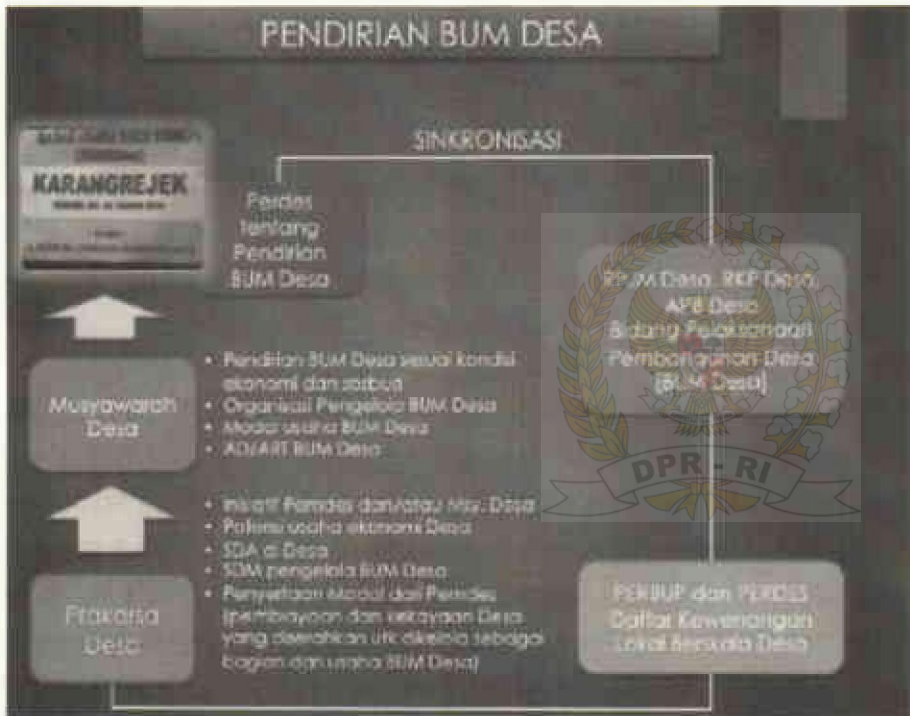 PENDIRIAN BUM DESA
SINKRONISASI
KARANGREJEK
Perdes
tentang
Pendirian
BUM Desa
RPJM Desa, RKP Desa,
APB Desa
Bidang Pelaksanaan
Pembangunan Desa
(BUM Desa)
DPR - RI
Musyawarah
Desa
• Pendirian BUM Desa sesuai kondisi
ekonomi dan sosbud
• Organisasi Pengelola BUM Desa
• Modal usaha BUM Desa
• AD/ART BUM Desa
Prakarsa
Desa
• Inisiatif Pemdes dan/atau Msy. Desa
• Potensi usaha ekonomi Desa
• SDA di Desa
• SDM pengelola BUM Desa
• Penyertaan Modal dari Pemdes
(pembiayaan dan kekayaan Desa
yang diserahkan utk dikelola sebagai
bagian dari usaha BUM Desa)
PERBUP dan PERDES
Daftar Kewenangan
Lokal Berskala Desa